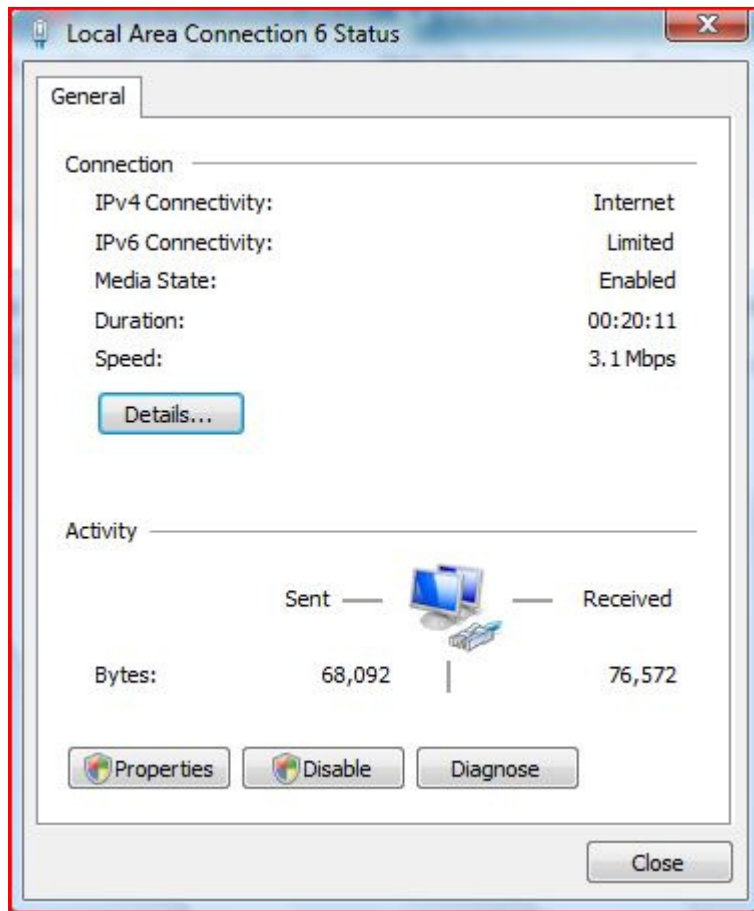 Local Area Connection 6 Status
General
Connection
IPv4 Connectivity: Internet
IPv6 Connectivity: Limited
Media State: Enabled
Duration: 00:20:11
Speed: 3.1 Mbps
Details...
Activity
Sent Received
Bytes: 68,092 76,572
Properties Disable Diagnose
Close